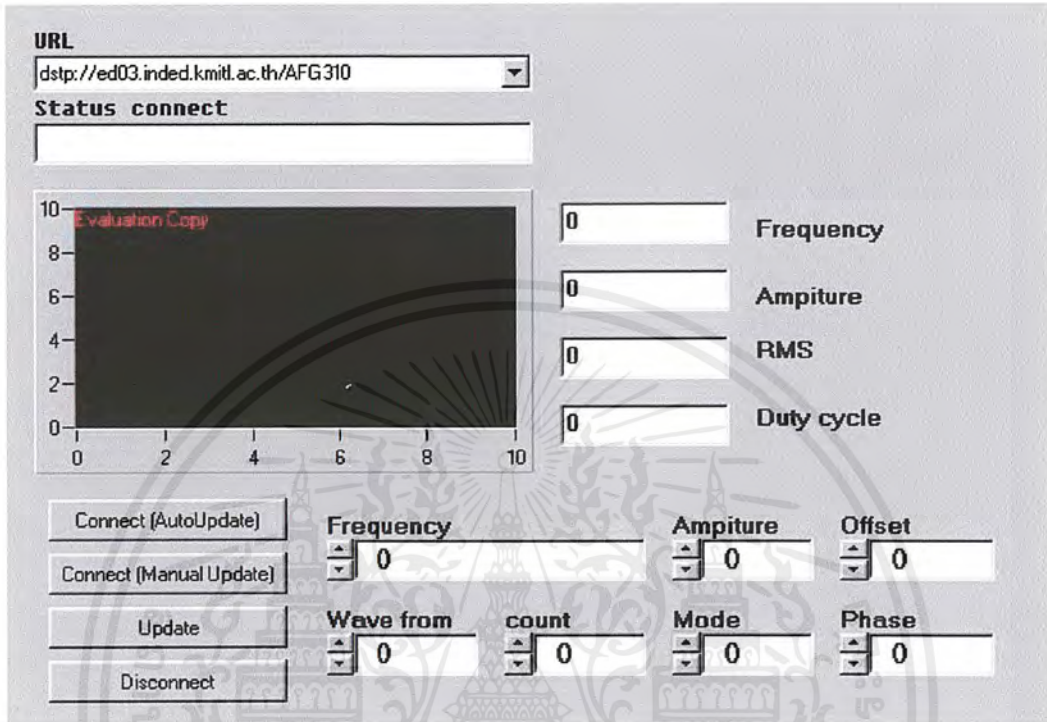 URL
dstp://ed03.inded.kmitl.ac.th/AFG310
Status connect
Evaluation Copy
10
8
6
4
2
0
0 2 4 6 8 10
0 Frequency
0 Ampiture
0 RMS
0 Duty cycle
Connect (AutoUpdate)
Connect (Manual Update)
Update
Disconnect
Frequency Ampiture Offset
0 0 0
Wave from count Mode Phase
0 0 0 0